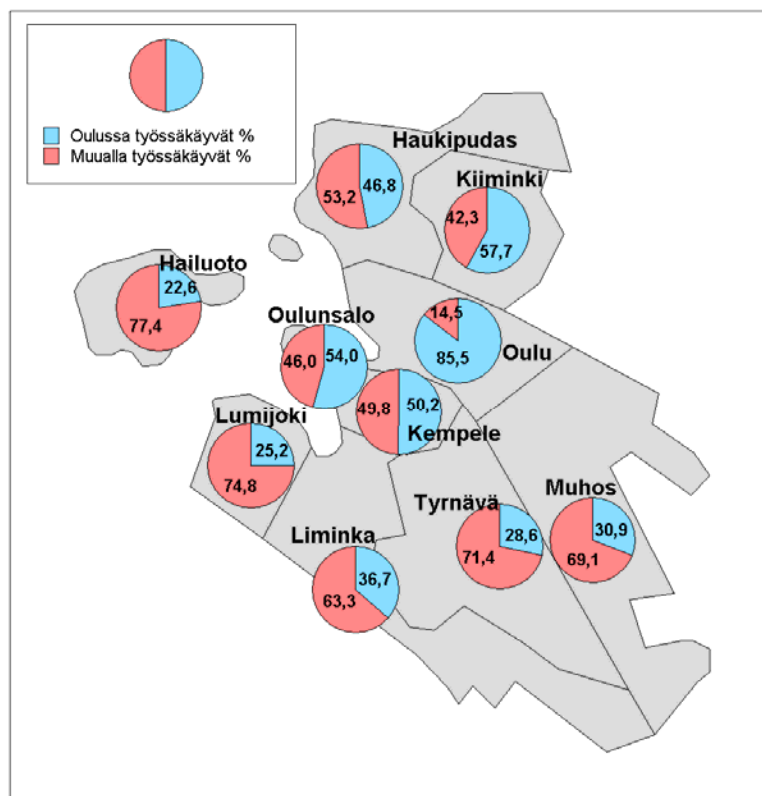 Oulussa työssäkäyvät %
Muualla työssäkäyvät %
Haukipudas
46,8
53,2
Kiiminki
42,3
57,7
Hailuoto
22,6
77,4
Oulunsalo
46,0
54,0
14,5
85,5
Oulu
49,8
50,2
Kempele
Lumijoki
25,2
74,8
Tyrnävä
28,6
71,4
Muhos
30,9
69,1
Liminka
36,7
63,3